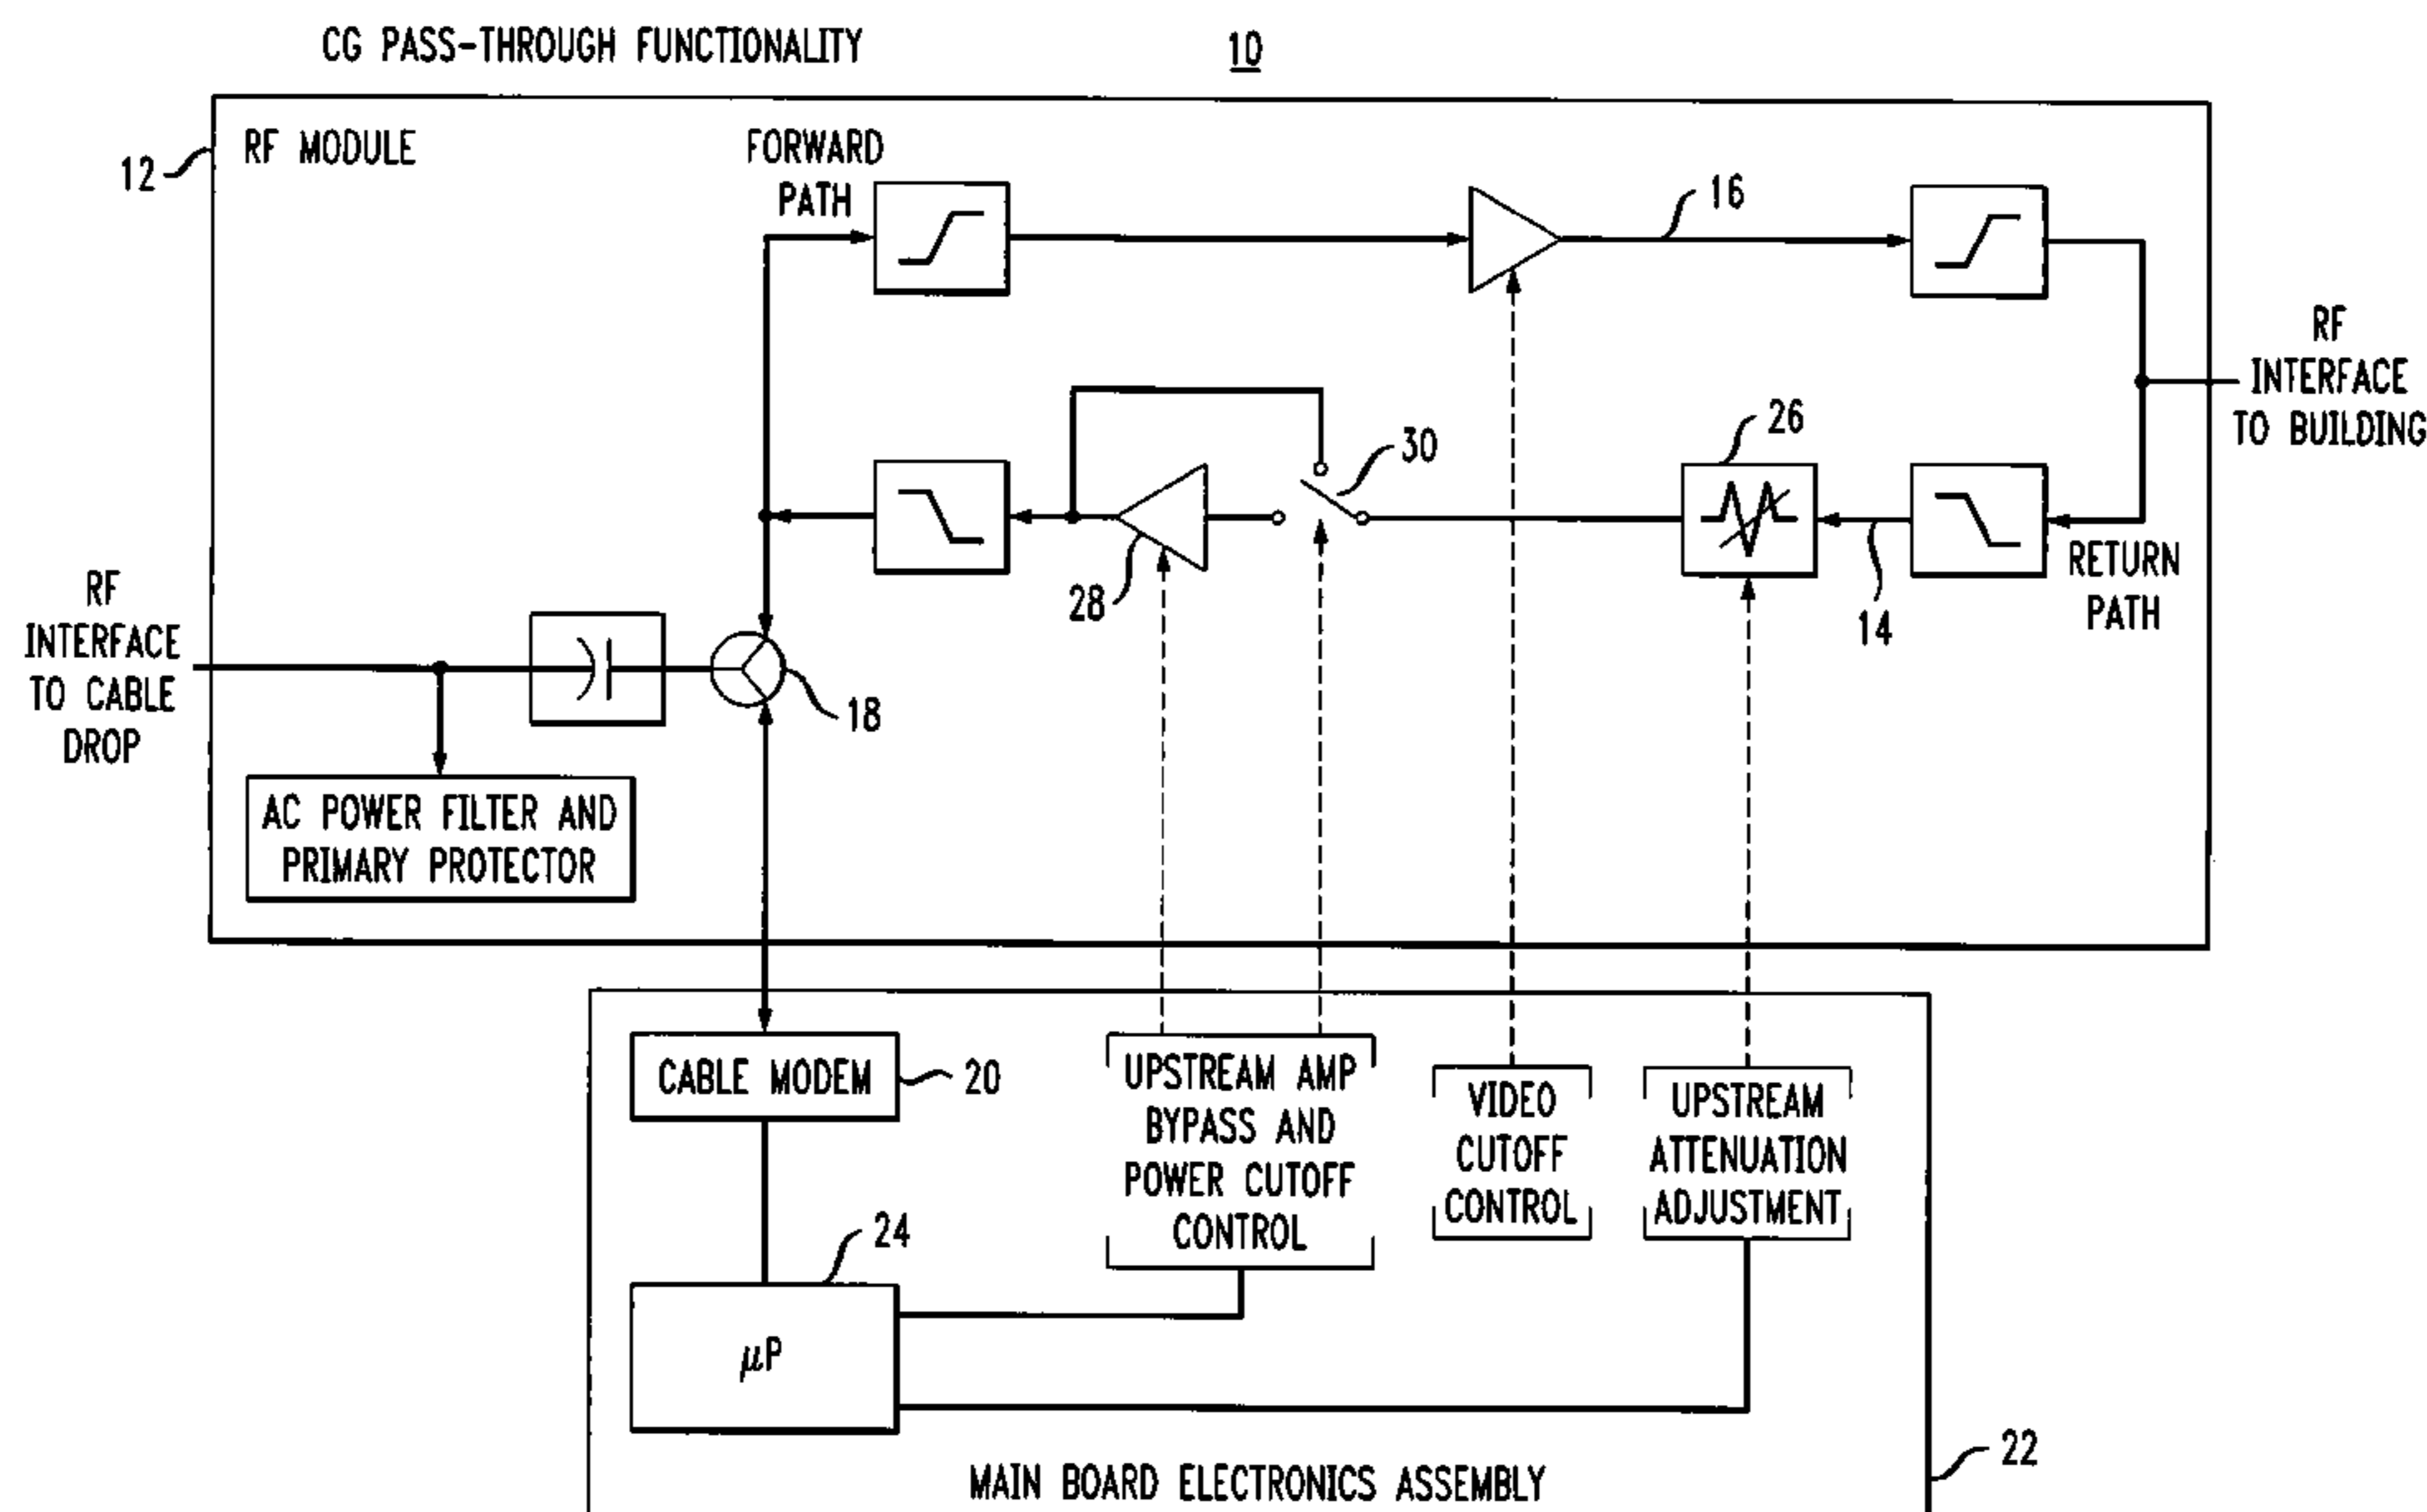 CG PASS-THROUGH FUNCTIONALITY
10
12
RF MODULE
FORWARD
PATH
16
RF
INTERFACE
TO BUILDING
26
30
28
14
RETURN
PATH
RF
INTERFACE
TO CABLE
DROP
18
AC POWER FILTER AND
PRIMARY PROTECTOR
CABLE MODEM
20
UPSTREAM AMP
BYPASS AND
POWER CUTOFF
CONTROL
VIDEO
CUTOFF
CONTROL
UPSTREAM
ATTENUATION
ADJUSTMENT
24
µP
22
MAIN BOARD ELECTRONICS ASSEMBLY